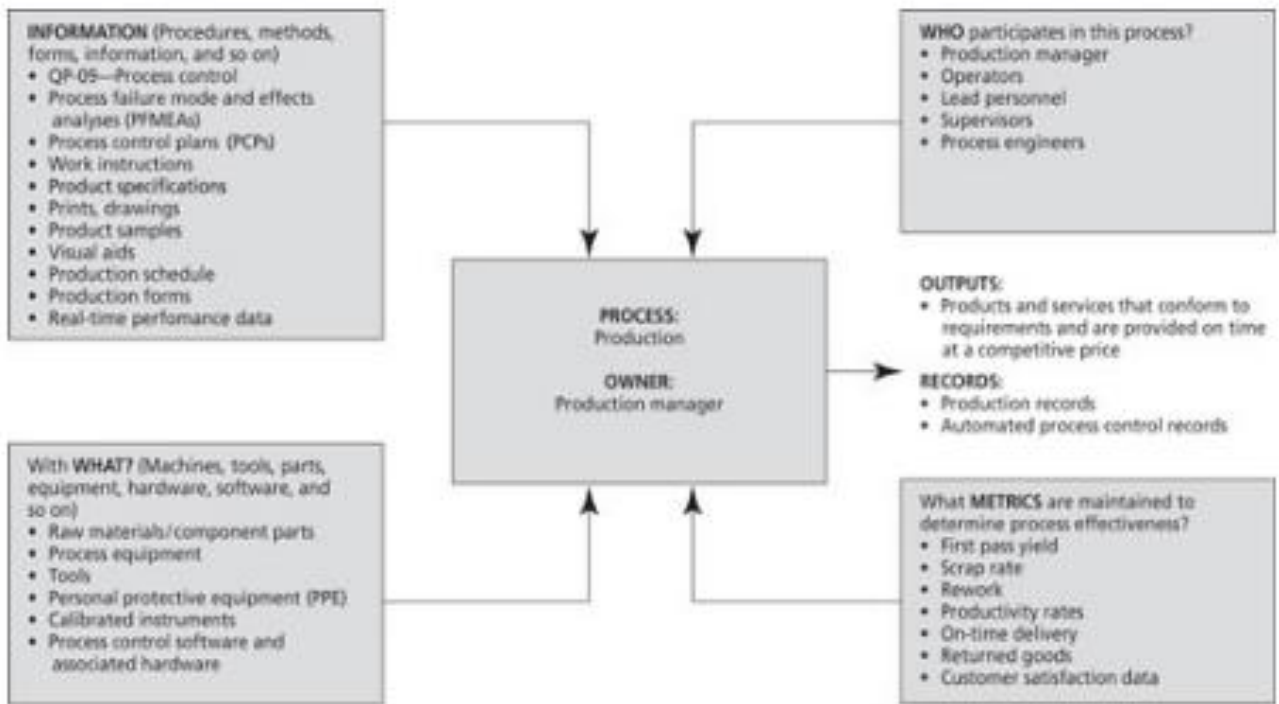 INFORMATION (Procedures, methods,
forms, information, and so on)
• QP-09—Process control
• Process failure mode and effects
analyses (PFMEAs)
• Process control plans (PCPs)
• Work instructions
• Product specifications
• Prints, drawings
• Product samples
• Visual aids
• Production schedule
• Production forms
• Real-time perfomance data
WHO participates in this process?
• Production manager
• Operators
• Lead personnel
• Supervisors
• Process engineers
PROCESS:
Production
OWNER:
Production manager
OUTPUTS:
• Products and services that conform to
requirements and are provided on time
at a competitive price
RECORDS:
• Production records
• Automated process control records
With WHAT? (Machines, tools, parts,
equipment, hardware, software, and
so on)
• Raw materials/component parts
• Process equipment
• Tools
• Personal protective equipment (PPE)
• Calibrated instruments
• Process control software and
associated hardware
What METRICS are maintained to
determine process effectiveness?
• First pass yield
• Scrap rate
• Rework
• Productivity rates
• On-time delivery
• Returned goods
• Customer satisfaction data